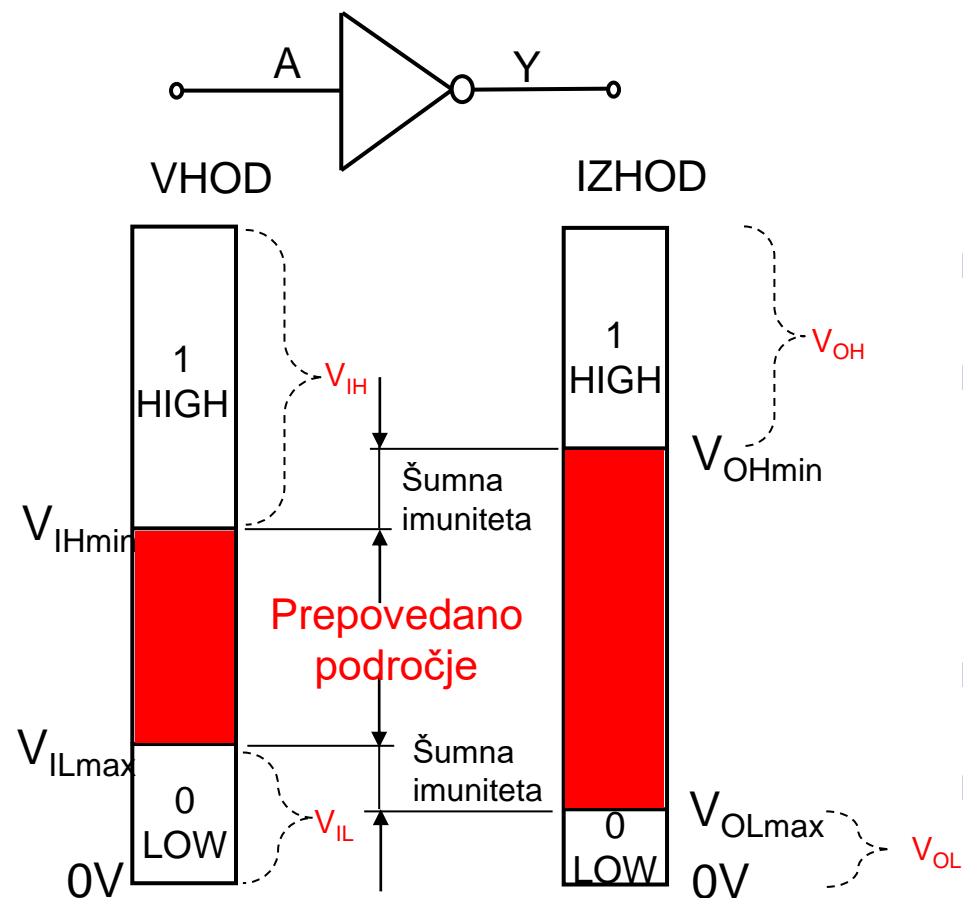 A
Y
VHOD
IZHOD
1
HIGH
V_IH
1
HIGH
V_OH
V_OHmin
Šumna
imuniteta
V_IHmin
Prepovedano
področje
V_ILmax
Šumna
imuniteta
0
LOW
V_IL
0V
V_OLmax
0
LOW
V_OL
0V